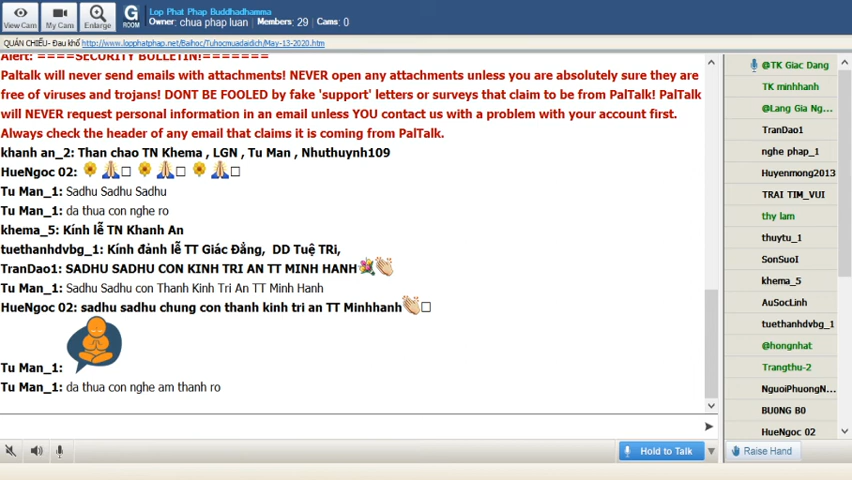 View Cam
My Cam
Enlarge
G
ROOM
Lop Phat Phap Buddhadhamma
Owner: chua phap luan Members: 29 Cams: 0
QUÁN CHIẾU- Đau khổ http://www.lopphatphap.net/Baihoc/Tuhocmuadaidich/May-13-2020.htm
Alert: ====SECURITY BULLETIN!=======
Paltalk will never send emails with attachments! NEVER open any attachments unless you are absolutely sure they are
free of viruses and trojans! DONT BE FOOLED by fake 'support' letters or surveys that claim to be from PalTalk! PalTalk
will NEVER request personal information in an email unless YOU contact us with a problem with your account first.
Always check the header of any email that claims it is coming from PalTalk.
khanh an_2: Than chao TN Khema , LGN , Tu Man , Nhuthuynh109
HueNgoc 02:
Tu Man_1: Sadhu Sadhu Sadhu
Tu Man_1: da thua con nghe ro
khema_5: Kính lễ TN Khanh An
tuethanhdvbg_1: Kính đảnh lễ TT Giác Đẳng, DD Tuệ TRi,
TranDao1: SADHU SADHU CON KINH TRI AN TT MINH HANH
Tu Man_1: Sadhu Sadhu con Thanh Kinh Tri An TT Minh Hanh
HueNgoc 02: sadhu sadhu chung con thanh kinh tri an TT Minhhanh
Tu Man_1:
Tu Man_1: da thua con nghe am thanh ro
@TK Giac Dang
TK minhhanh
@Lang Gia Ng...
TranDao1
nghe phap_1
Huyenmong2013
TRAI TIM_VUI
thy lam
thuytu_1
SonSuoI
khema_5
AuSocLinh
tuethanhdvbg_1
@hongnhat
Trangthu-2
NguoiPhuongN...
BU0NG B0
HueNgoc 02
Hold to Talk
Raise Hand